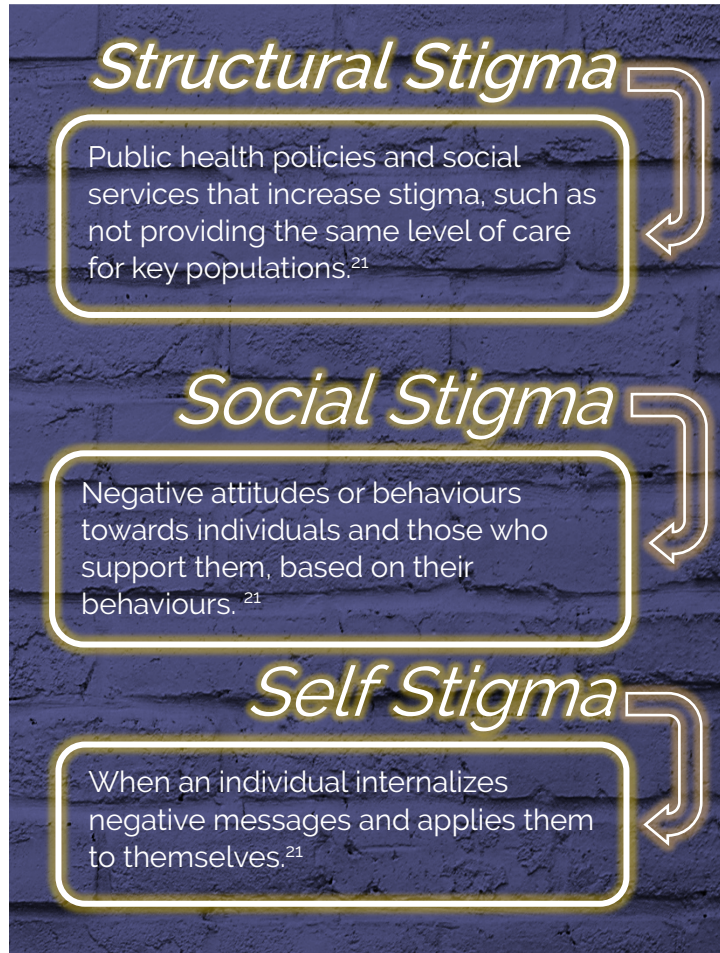 Structural Stigma
Public health policies and social
services that increase stigma, such as
not providing the same level of care
for key populations.21
Social Stigma
Negative attitudes or behaviours
towards individuals and those who
support them, based on their
behaviours. 21
Self Stigma
When an individual internalizes
negative messages and applies them
to themselves.21